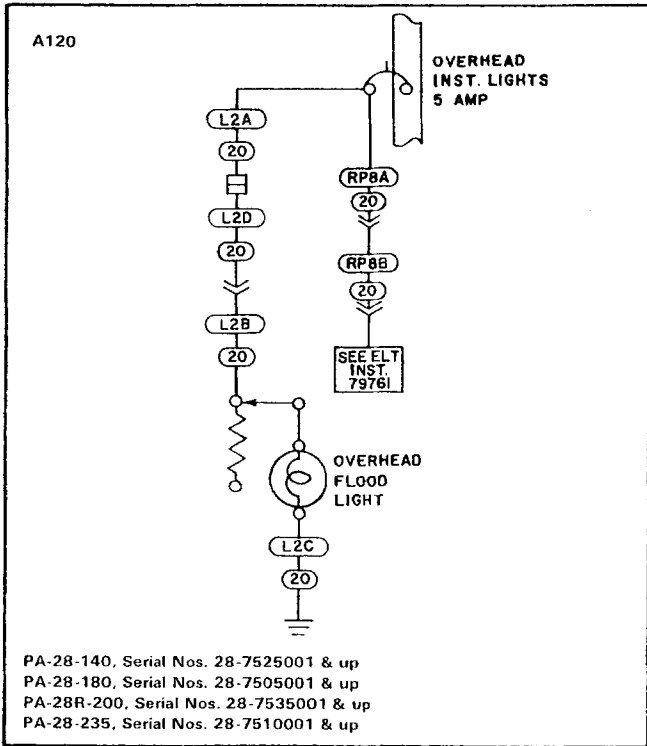 A120
OVERHEAD
INST. LIGHTS
5 AMP
L2A
20
L2D
20
L2B
20
RP8A
20
RP8B
20
SEE ELT
INST.
79761
OVERHEAD
FLOOD
LIGHT
L2C
20
PA-28-140, Serial Nos. 28-7525001 & up
PA-28-180, Serial Nos. 28-7505001 & up
PA-28R-200, Serial Nos. 28-7535001 & up
PA-28-235, Serial Nos. 28-7510001 & up